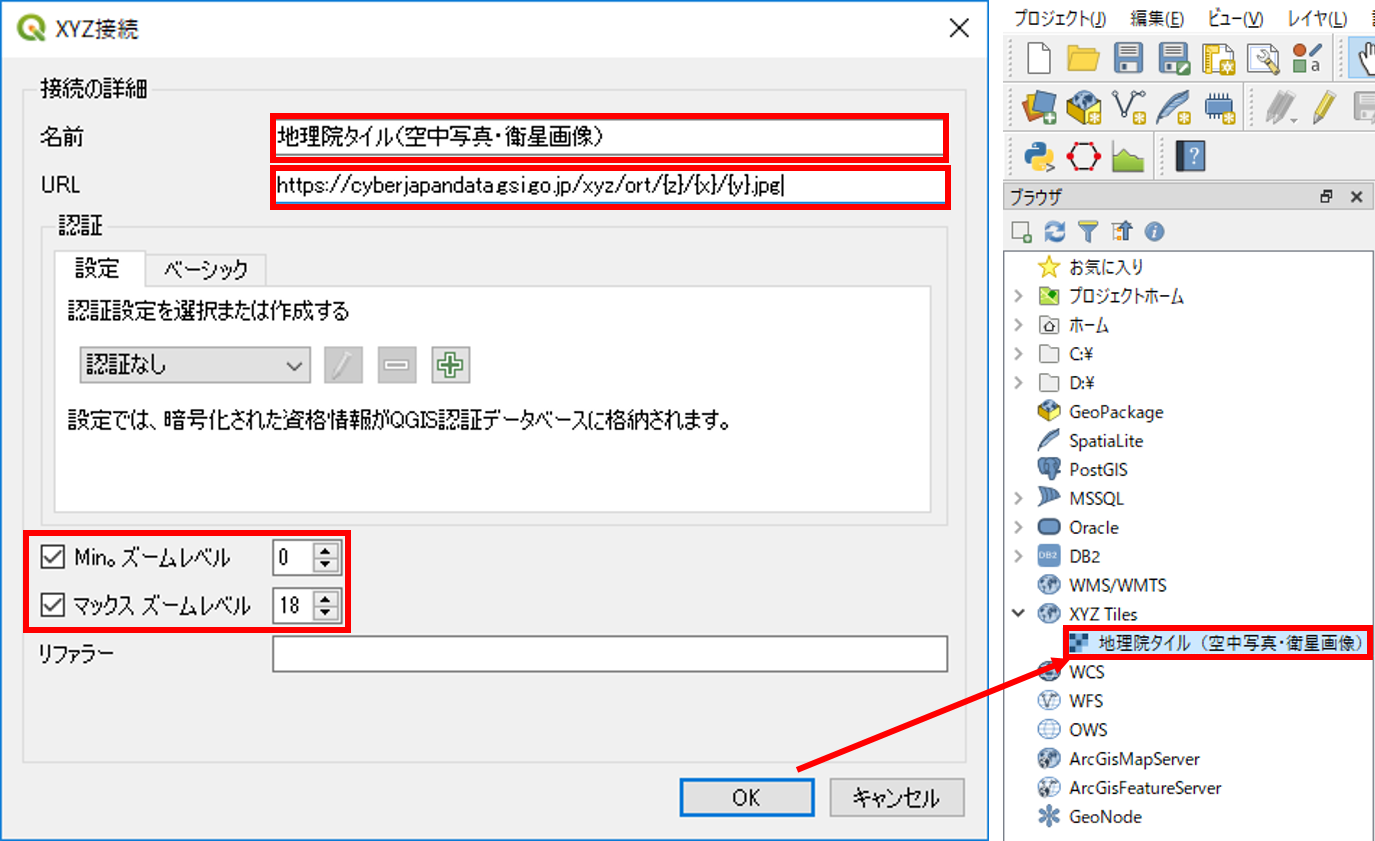 XYZ接続
接続の詳細
名前
地理院タイル(空中写真・衛星画像)
URL
https://cyberjapandata.gsi.go.jp/xyz/ort/{z}/{x}/{y}.jpg
認証
設定
ベーシック
認証設定を選択または作成する
認証なし
設定では、暗号化された資格情報がQGIS認証データベースに格納されます。
Min。ズームレベル
0
マックス ズームレベル
18
リファラー
OK
キャンセル
プロジェクト(J) 編集(E) ビュー(V) レイヤ(L)
a
?
ブラウザ
お気に入り
プロジェクトホーム
ホーム
C:¥
D:¥
GeoPackage
SpatiaLite
PostGIS
MSSQL
Oracle
DB2 DB2
WMS/WMTS
XYZ Tiles
地理院タイル (空中写真・衛星画像)
WCS
WFS
OWS
ArcGisMapServer
ArcGisFeatureServer
GeoNode